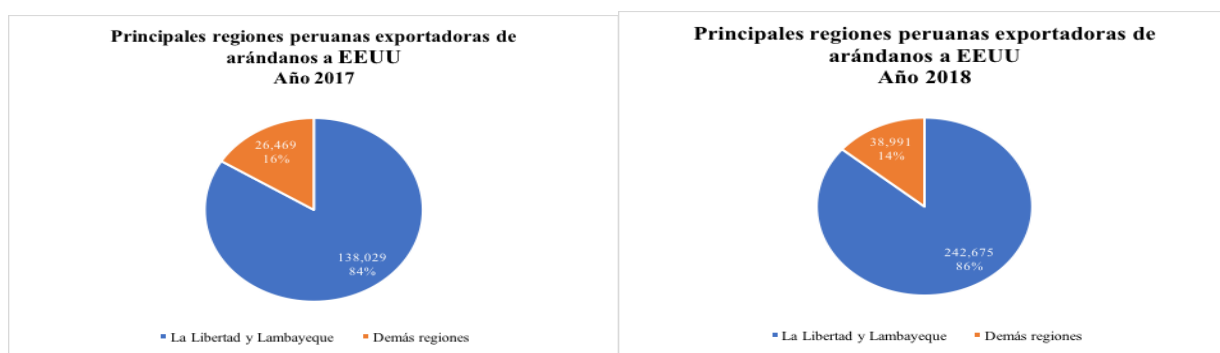 Principales regiones peruanas exportadoras de
arándanos a EEUU
Año 2017
26,469
16%
138,029
84%
La Libertad y Lambayeque
Demás regiones
Principales regiones peruanas exportadoras de
arándanos a EEUU
Año 2018
38,991
14%
242,675
86%
La Libertad y Lambayeque
Demás regiones